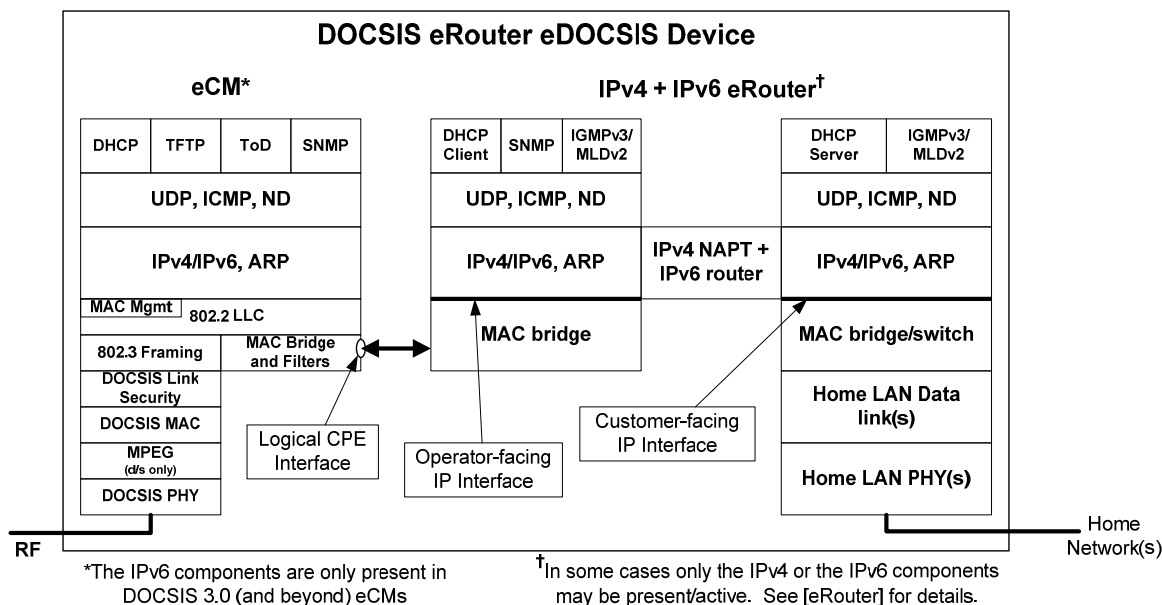 DOCSIS eRouter eDOCSIS Device
eCM*
IPv4 + IPv6 eRouter†
DHCP
TFTP
ToD
SNMP
UDP, ICMP, ND
IPv4/IPv6, ARP
MAC Mgmt
802.2 LLC
802.3 Framing
MAC Bridge
and Filters
DOCSIS Link
Security
DOCSIS MAC
MPEG
(d/s only)
DOCSIS PHY
RF
Logical CPE
Interface
DHCP
Client
SNMP
IGMPv3/
MLDv2
UDP, ICMP, ND
IPv4/IPv6, ARP
MAC bridge
Operator-facing
IP Interface
IPv4 NAPT +
IPv6 router
Customer-facing
IP Interface
DHCP
Server
IGMPv3/
MLDv2
UDP, ICMP, ND
IPv4/IPv6, ARP
MAC bridge/switch
Home LAN Data
link(s)
Home LAN PHY(s)
Home
Network(s)
*The IPv6 components are only present in
DOCSIS 3.0 (and beyond) eCMs
†In some cases only the IPv4 or the IPv6 components
may be present/active. See [eRouter] for details.